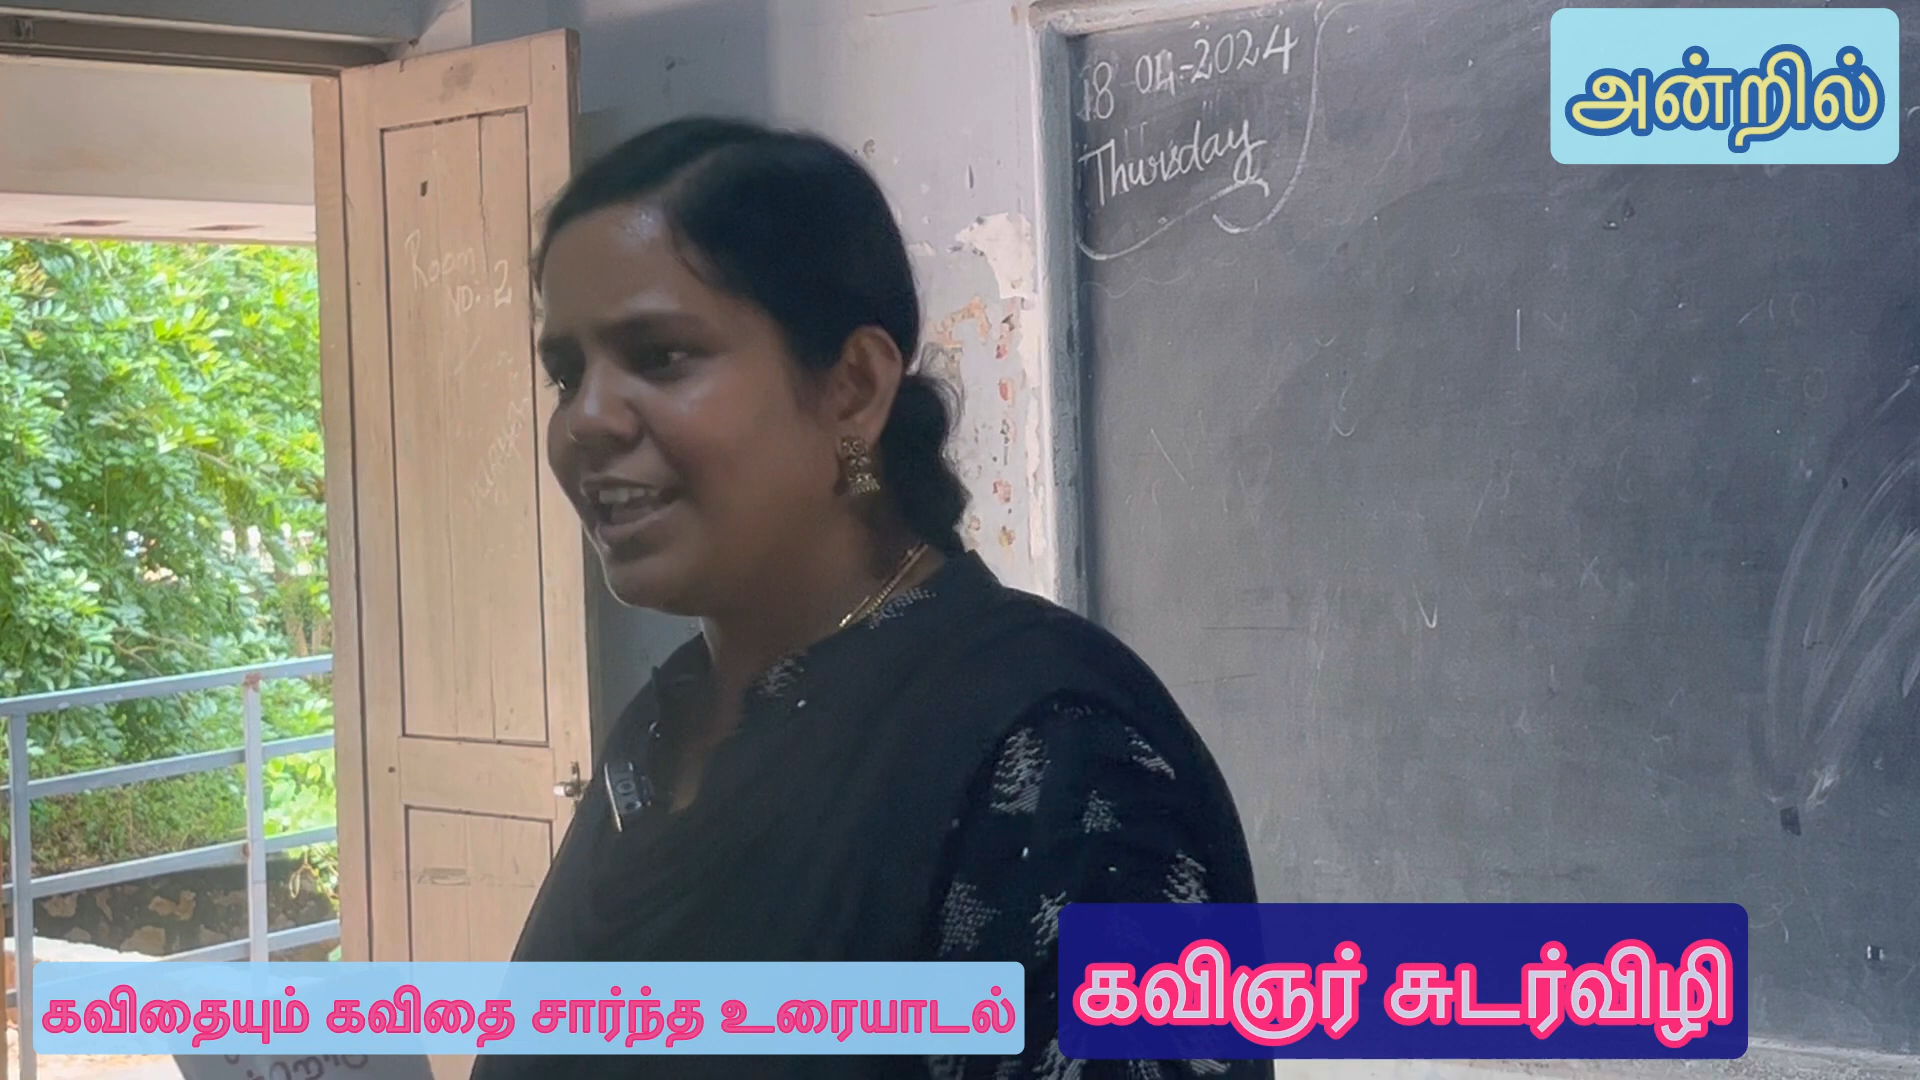 அன்றில்
18-04-2024
Thursday
Room
NO. 2
கவிதையும் கவிதை சார்ந்த உரையாடல்
கவிஞர் சுடர்விழி